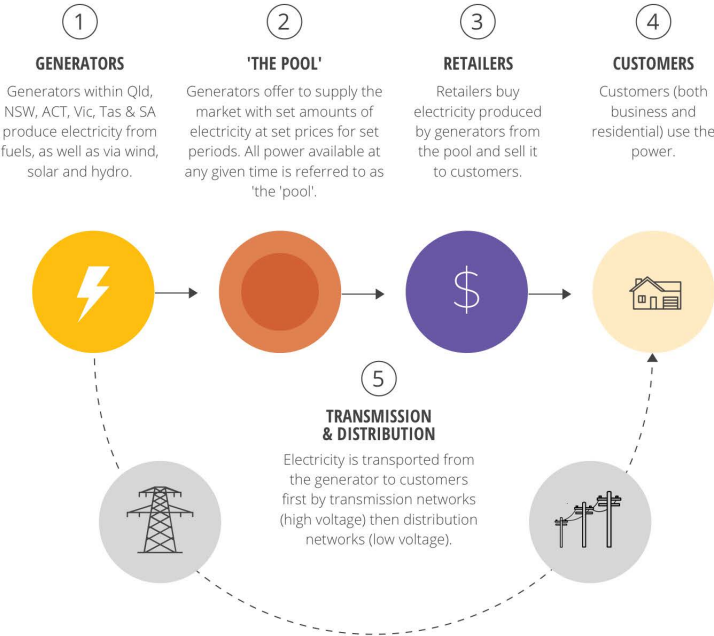 1
GENERATORS
Generators within Qld,
NSW, ACT, Vic, Tas & SA
produce electricity from
fuels, as well as via wind,
solar and hydro.
2
'THE POOL'
Generators offer to supply the
market with set amounts of
electricity at set prices for set
periods. All power available at
any given time is referred to as
'the 'pool'.
3
RETAILERS
Retailers buy
electricity produced
by generators from
the pool and sell it
to customers.
4
CUSTOMERS
Customers (both
business and
residential) use the
power.
$
5
TRANSMISSION
& DISTRIBUTION
Electricity is transported from
the generator to customers
first by transmission networks
(high voltage) then distribution
networks (low voltage).